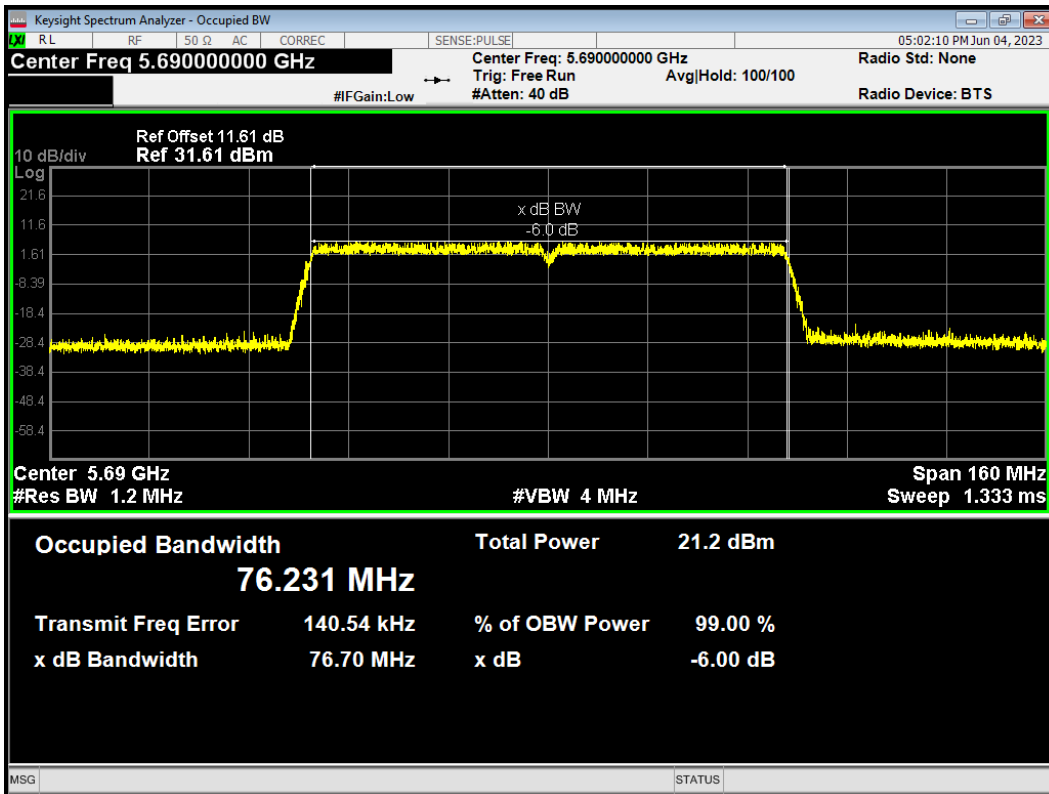 Keysight Spectrum Analyzer - Occupied BW
LXI RL RF 50 Ω AC CORREC SENSE:PULSE 05:02:10 PM Jun 04, 2023
Center Freq 5.690000000 GHz
Center Freq: 5.690000000 GHz
Radio Std: None
Trig: Free Run Avg|Hold: 100/100
#IFGain:Low #Atten: 40 dB Radio Device: BTS
Ref Offset 11.61 dB
10 dB/div Ref 31.61 dBm
Log
21.6
x dB BW
11.6
-6.0 dB
1.61
-8.39
-18.4
-28.4
-38.4
-48.4
-58.4
Center 5.69 GHz Span 160 MHz
#Res BW 1.2 MHz #VBW 4 MHz Sweep 1.333 ms
Occupied Bandwidth Total Power 21.2 dBm
76.231 MHz
Transmit Freq Error 140.54 kHz % of OBW Power 99.00 %
x dB Bandwidth 76.70 MHz x dB -6.00 dB
MSG STATUS